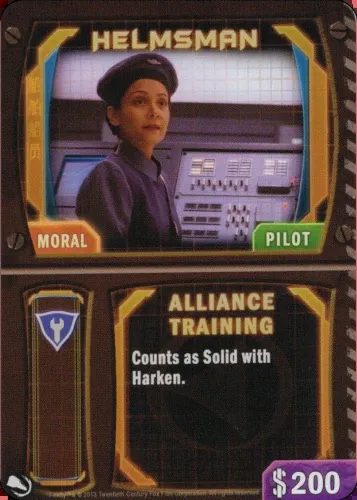 HELMSMAN
MORAL
PILOT
ALLIANCE
TRAINING
Counts as Solid with
Harken.
$200